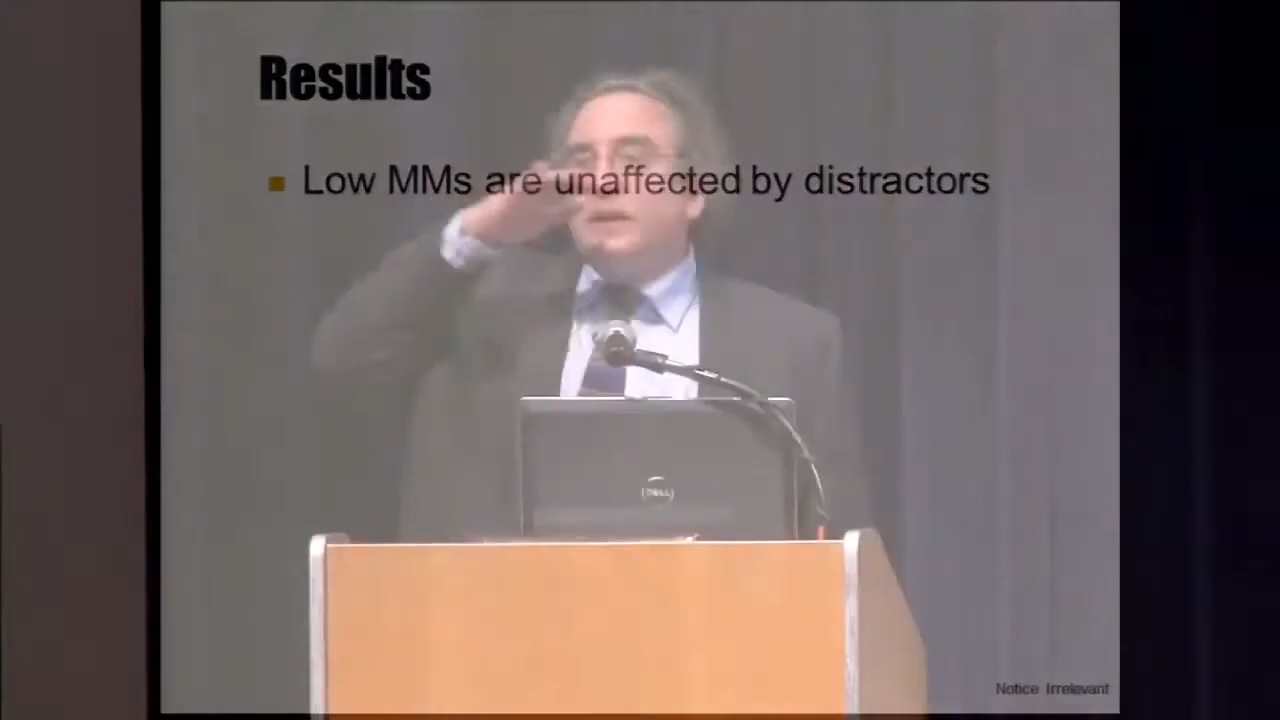 Results
Low MMs are unaffected by distractors
DELL
Notice Irrelevant